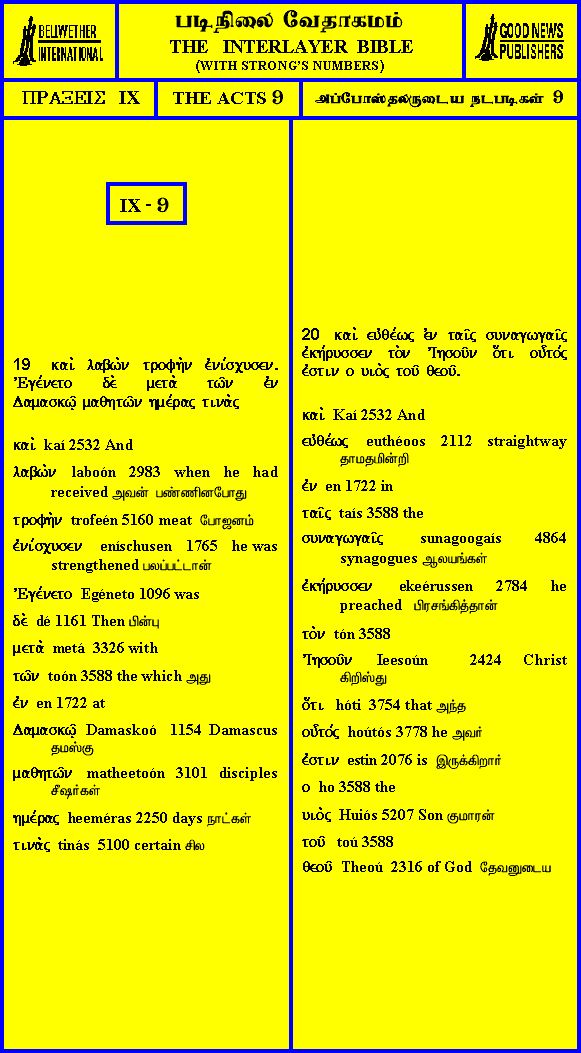 BELLWETHER
INTERNATIONAL
படிநிலை வேதாகமம்
THE INTERLAYER BIBLE
(WITH STRONG'S NUMBERS)
GOOD NEWS
PUBLISHERS
ΠΡΑΞΕΙΣ IX
THE ACTS 9
அப்போஸ்தலருடைய நடபடிகள் 9
IX - 9
19 καὶ λαβὼν τροφὴν ἐνίσχυσεν.
Ἐγένετο δὲ μετὰ τῶν ἐν
Δαμασκῷ μαθητῶν ημέρας τινὰς
καὶ kaí 2532 And
λαβὼν laboón 2983 when he had
received அவன் பண்ணினபோது
τροφὴν trofeén 5160 meat போஜனம்
ἐνίσχυσεν eníschusen 1765 he was
strengthened பலப்பட்டான்
Ἐγένετο Egéneto 1096 was
δὲ dé 1161 Then பின்பு
μετὰ metá 3326 with
τῶν toón 3588 the which அது
ἐν en 1722 at
Δαμασκῷ Damaskoó 1154 Damascus
தமஸ்கு
μαθητῶν matheetoón 3101 disciples
சீஷர்கள்
ημέρας heeméras 2250 days நாட்கள்
τινὰς tinás 5100 certain சில
20 καὶ εὐθέως ἐν ταῖς συναγωγαῖς
ἐκήρυσσεν τὸν Ἰησοῦν ὅτι οὗτός
ἐστιν ο υιὸς τοῦ θεοῦ.
καὶ Kaí 2532 And
εὐθέως euthéoos 2112 straightway
தாமதமின்றி
ἐν en 1722 in
ταῖς taís 3588 the
συναγωγαῖς sunagoogaís 4864
synagogues ஆலயங்கள்
ἐκήρυσσεν ekeérussen 2784 he
preached பிரசங்கித்தான்
τὸν tón 3588
Ἰησοῦν Ieesoún 2424 Christ
கிறிஸ்து
ὅτι hóti 3754 that அந்த
οὗτός hoútós 3778 he அவர்
ἐστιν estin 2076 is இருக்கிறார்
ο ho 3588 the
υιὸς Huiós 5207 Son குமாரன்
τοῦ toú 3588
θεοῦ Theoú 2316 of God தேவனுடைய